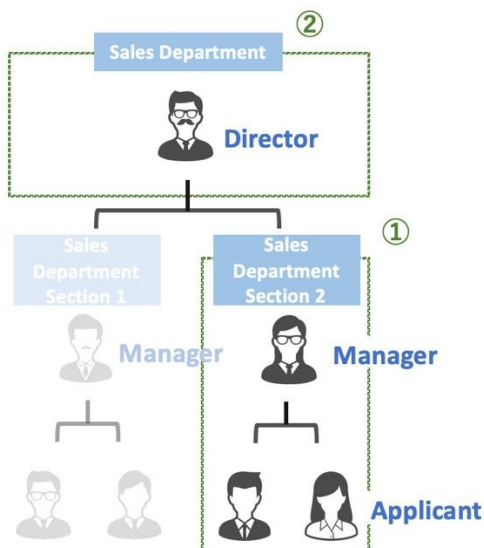 ②
Sales Department
Director
①
Sales
Department
Section 1
Sales
Department
Section 2
Manager
Manager
Applicant